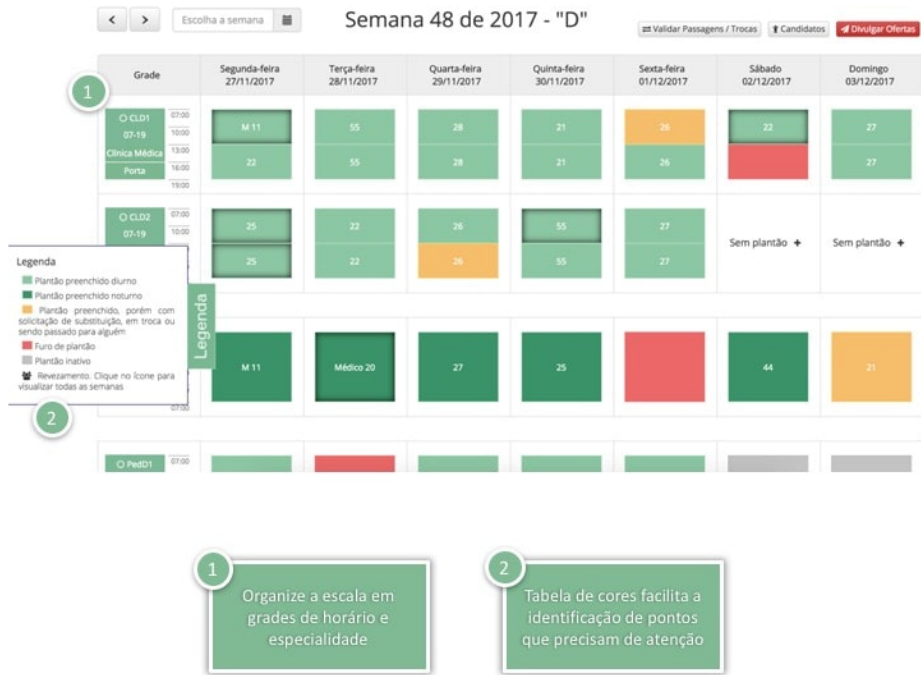 Escolha a semana
Semana 48 de 2017 - "D"
Validar Passagens / Trocas
Candidatos
Divulgar Ofertas
Grade
Segunda-feira
27/11/2017
Terça-feira
28/11/2017
Quarta-feira
29/11/2017
Quinta-feira
30/11/2017
Sexta-feira
01/12/2017
Sábado
02/12/2017
Domingo
03/12/2017
1
CLD1
07-19
Clínica Médica
Porta
07:00
10:00
13:00
16:00
19:00
M 11
55
28
21
26
22
27
22
55
28
21
26
27
CLD2
07-19
07:00
10:00
25
22
26
55
27
25
22
26
55
27
Sem plantão +
Sem plantão +
Legenda
Plantão preenchido diurno
Plantão preenchido noturno
Plantão preenchido, porém com
solicitação de substituição, em troca ou
sendo passado para alguém
Furo de plantão
Plantão inativo
Revezamento. Clique no ícone para
visualizar todas as semanas
Legenda
2
M 11
Médico 20
27
25
44
21
07:00
PedD1
07:00
1
Organize a escala em
grades de horário e
especialidade
2
Tabela de cores facilita a
identificação de pontos
que precisam de atenção